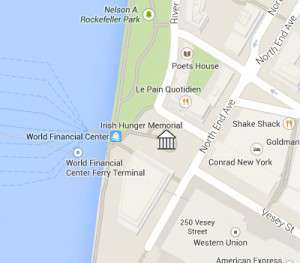 Nelson A.
Rockefeller Park
River
Poets House
North End Ave
Le Pain Quotidien
Irish Hunger Memorial
World Financial Center
North End Ave
Shake Shack
Goldman
World Financial
Center Ferry Terminal
Conrad New York
Vesey St
250 Vesey
Street
Western Union
American Express